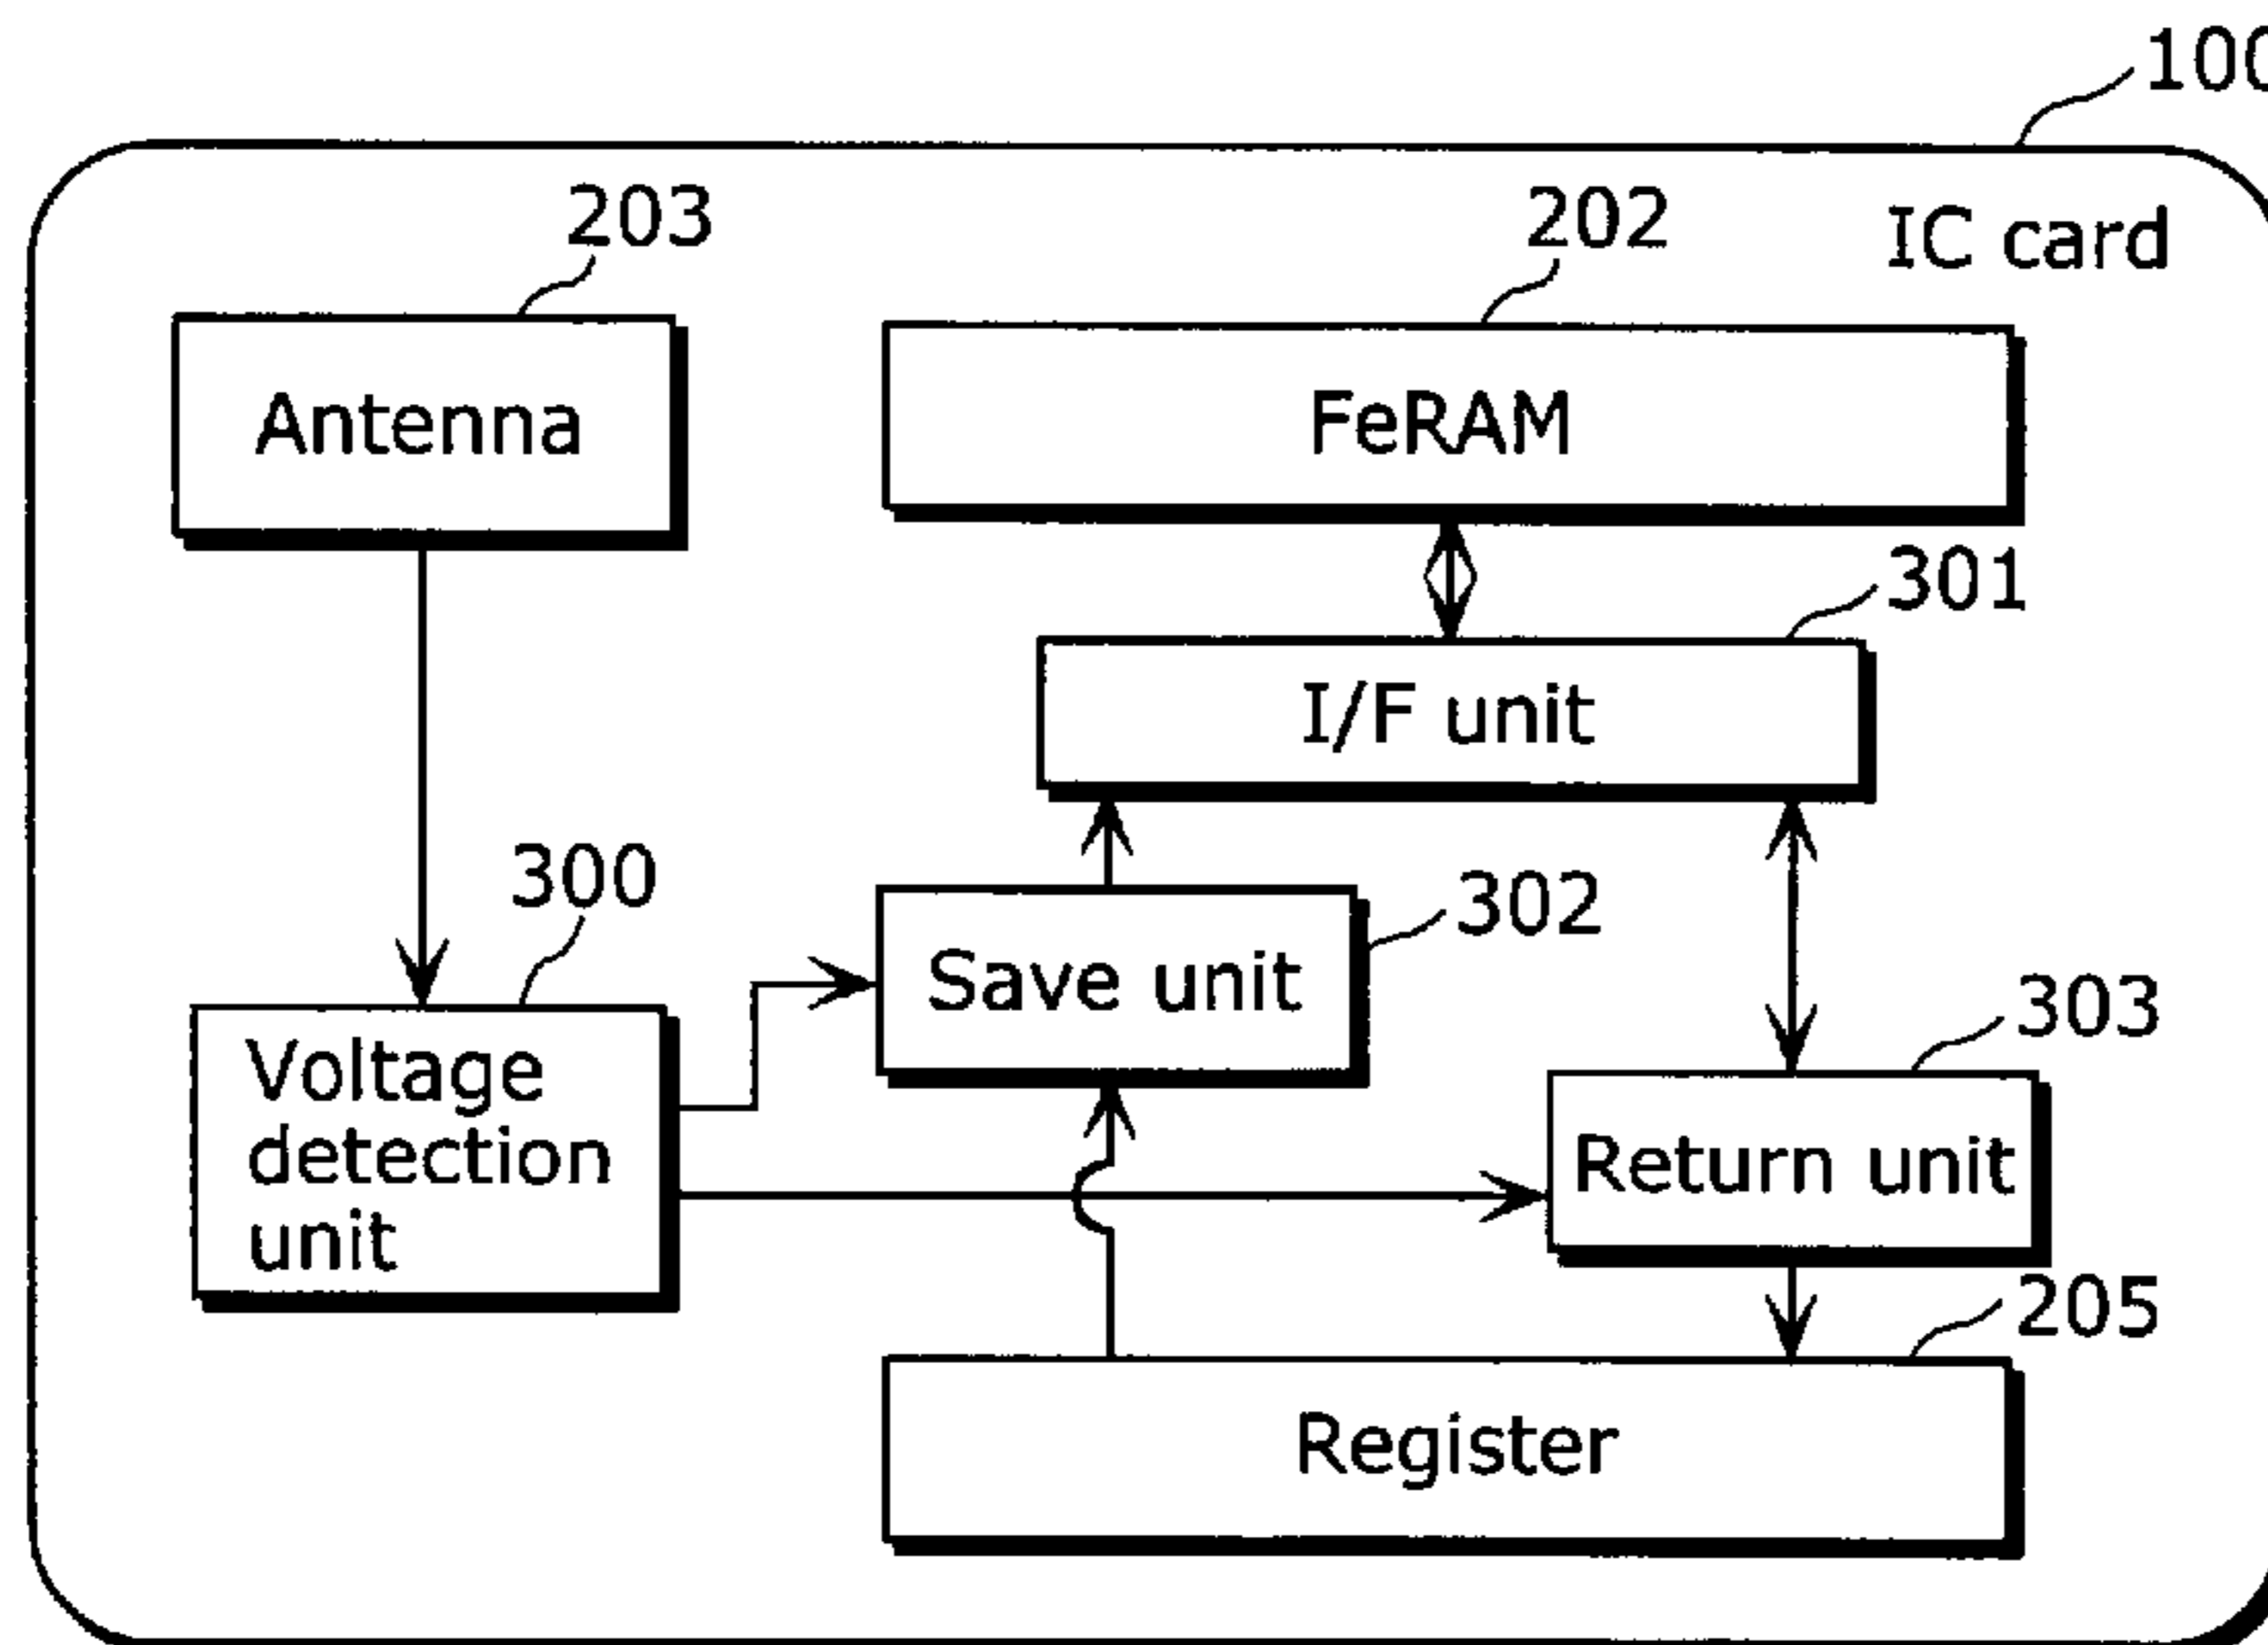 100
203
202
IC card
Antenna
FeRAM
301
I/F unit
300
302
Save unit
303
Voltage
detection
unit
Return unit
205
Register